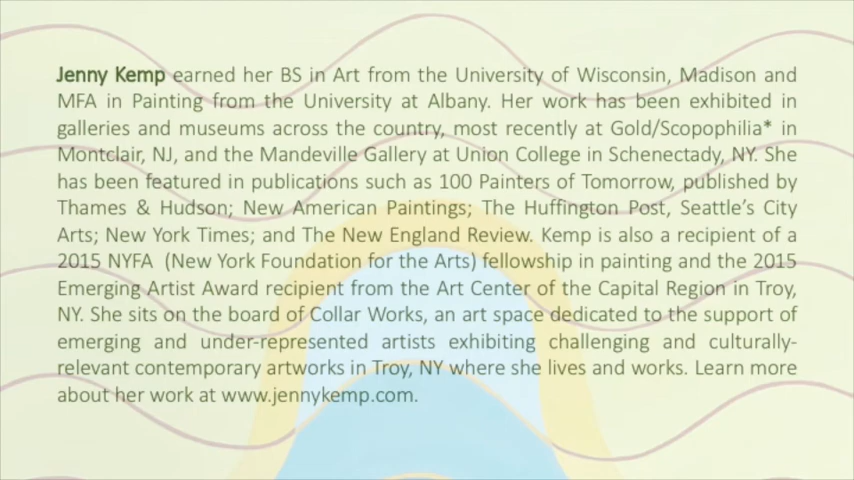 Jenny Kemp earned her BS in Art from the University of Wisconsin, Madison and
MFA in Painting from the University at Albany. Her work has been exhibited in
galleries and museums across the country, most recently at Gold/Scopophilia* in
Montclair, NJ, and the Mandeville Gallery at Union College in Schenectady, NY. She
has been featured in publications such as 100 Painters of Tomorrow, published by
Thames & Hudson; New American Paintings; The Huffington Post, Seattle’s City
Arts; New York Times; and The New England Review. Kemp is also a recipient of a
2015 NYFA (New York Foundation for the Arts) fellowship in painting and the 2015
Emerging Artist Award recipient from the Art Center of the Capital Region in Troy,
NY. She sits on the board of Collar Works, an art space dedicated to the support of
emerging and under-represented artists exhibiting challenging and culturally-
relevant contemporary artworks in Troy, NY where she lives and works. Learn more
about her work at www.jennykemp.com.